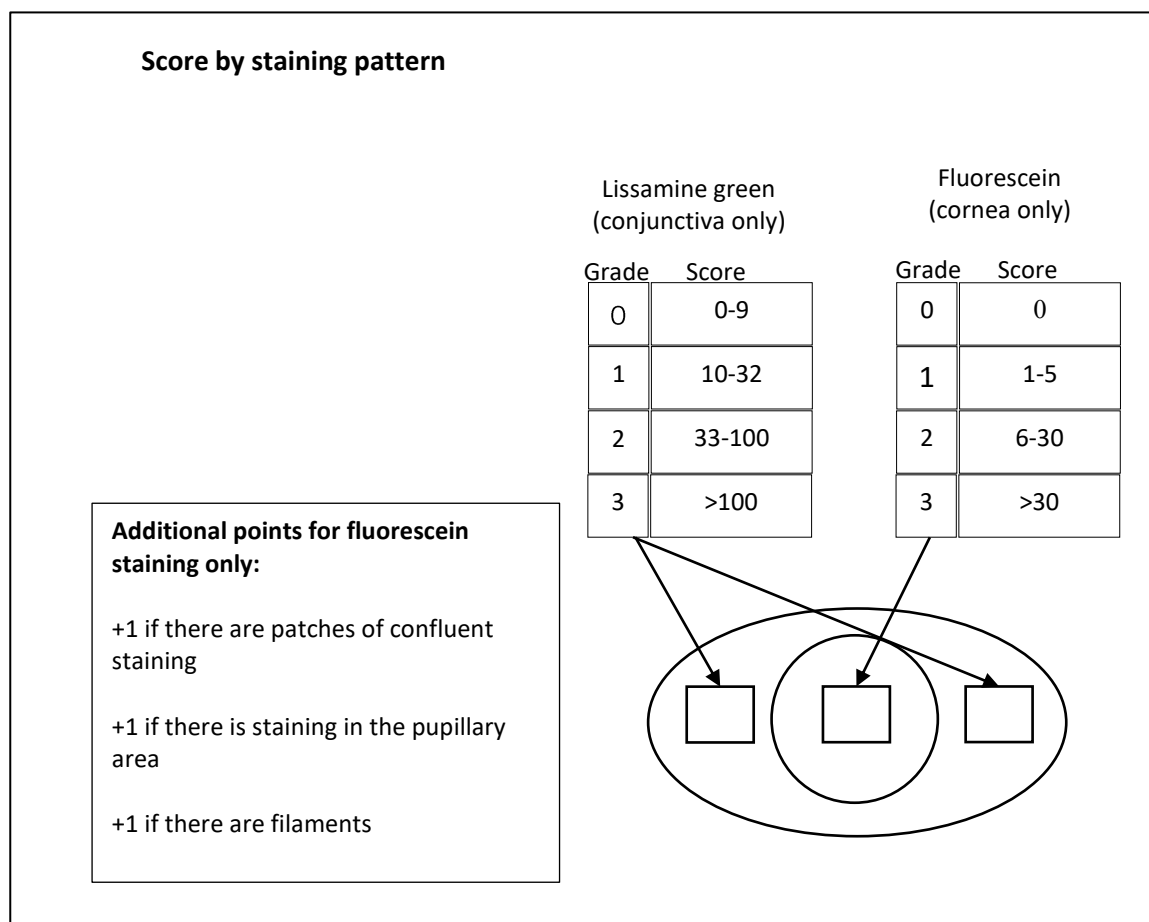 Score by staining pattern
Lissamine green
(conjunctiva only)
Grade Score
0 0-9
1 10-32
2 33-100
3 >100
Fluorescein
(cornea only)
Grade Score
0 0
1 1-5
2 6-30
3 >30
Additional points for fluorescein
staining only:
+1 if there are patches of confluent
staining
+1 if there is staining in the pupillary
area
+1 if there are filaments